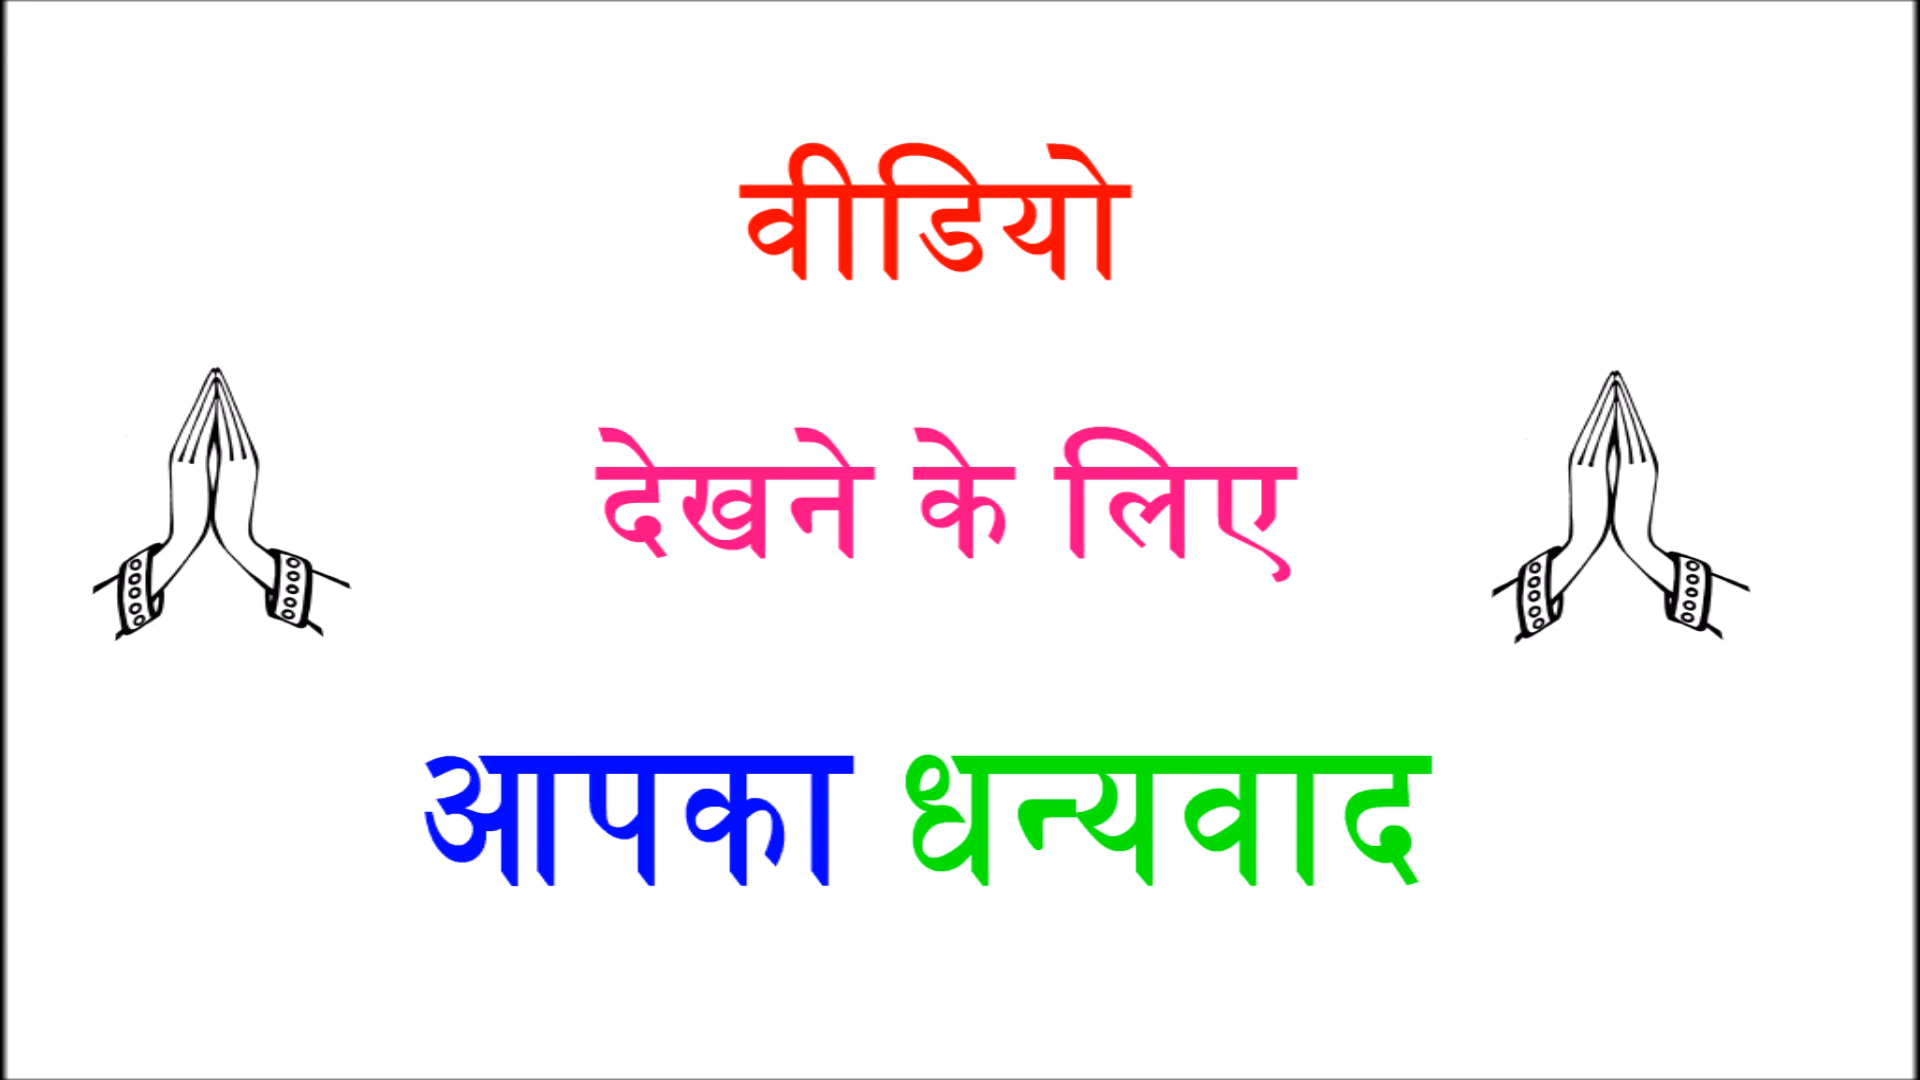 वीडियो
देखने के लिए
आपका धन्यवाद